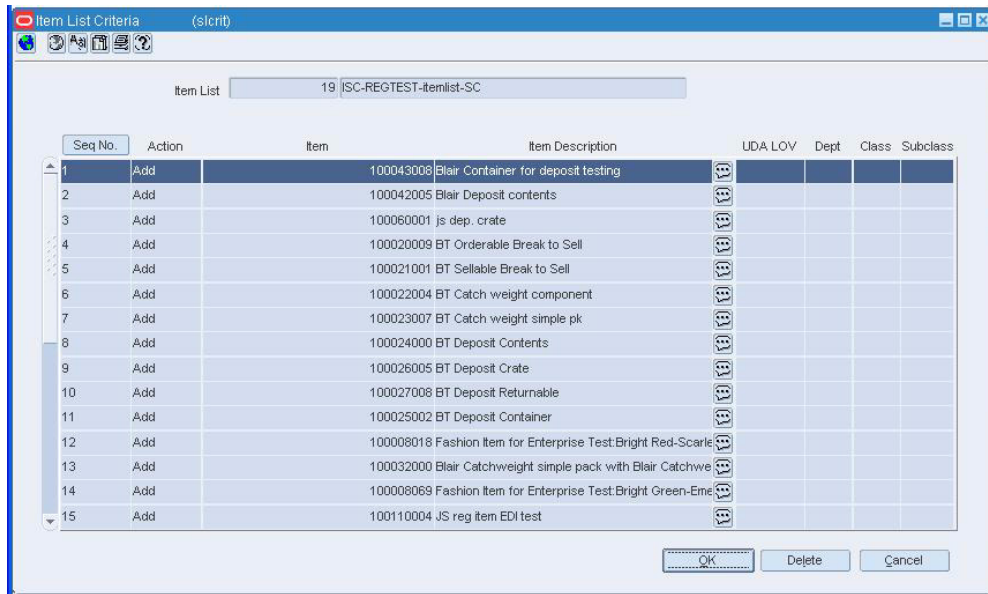 Item List Criteria (slcrit)
Item List 19 ISC-REGTEST-itemlist-SC
Seq No. Action Item Item Description UDA LOV Dept Class Subclass
1 Add 100043008 Blair Container for deposit testing
2 Add 100042005 Blair Deposit contents
3 Add 100060001 js dep. crate
4 Add 100020009 BT Orderable Break to Sell
5 Add 100021001 BT Sellable Break to Sell
6 Add 100022004 BT Catch weight component
7 Add 100023007 BT Catch weight simple pk
8 Add 100024000 BT Deposit Contents
9 Add 100026005 BT Deposit Crate
10 Add 100027008 BT Deposit Returnable
11 Add 100025002 BT Deposit Container
12 Add 100008018 Fashion Item for Enterprise Test:Bright Red-Scarle
13 Add 100032000 Blair Catchweight simple pack with Blair Catchwe
14 Add 100008069 Fashion Item for Enterprise Test:Bright Green-Eme
15 Add 100110004 JS reg item EDI test
OK Delete Cancel